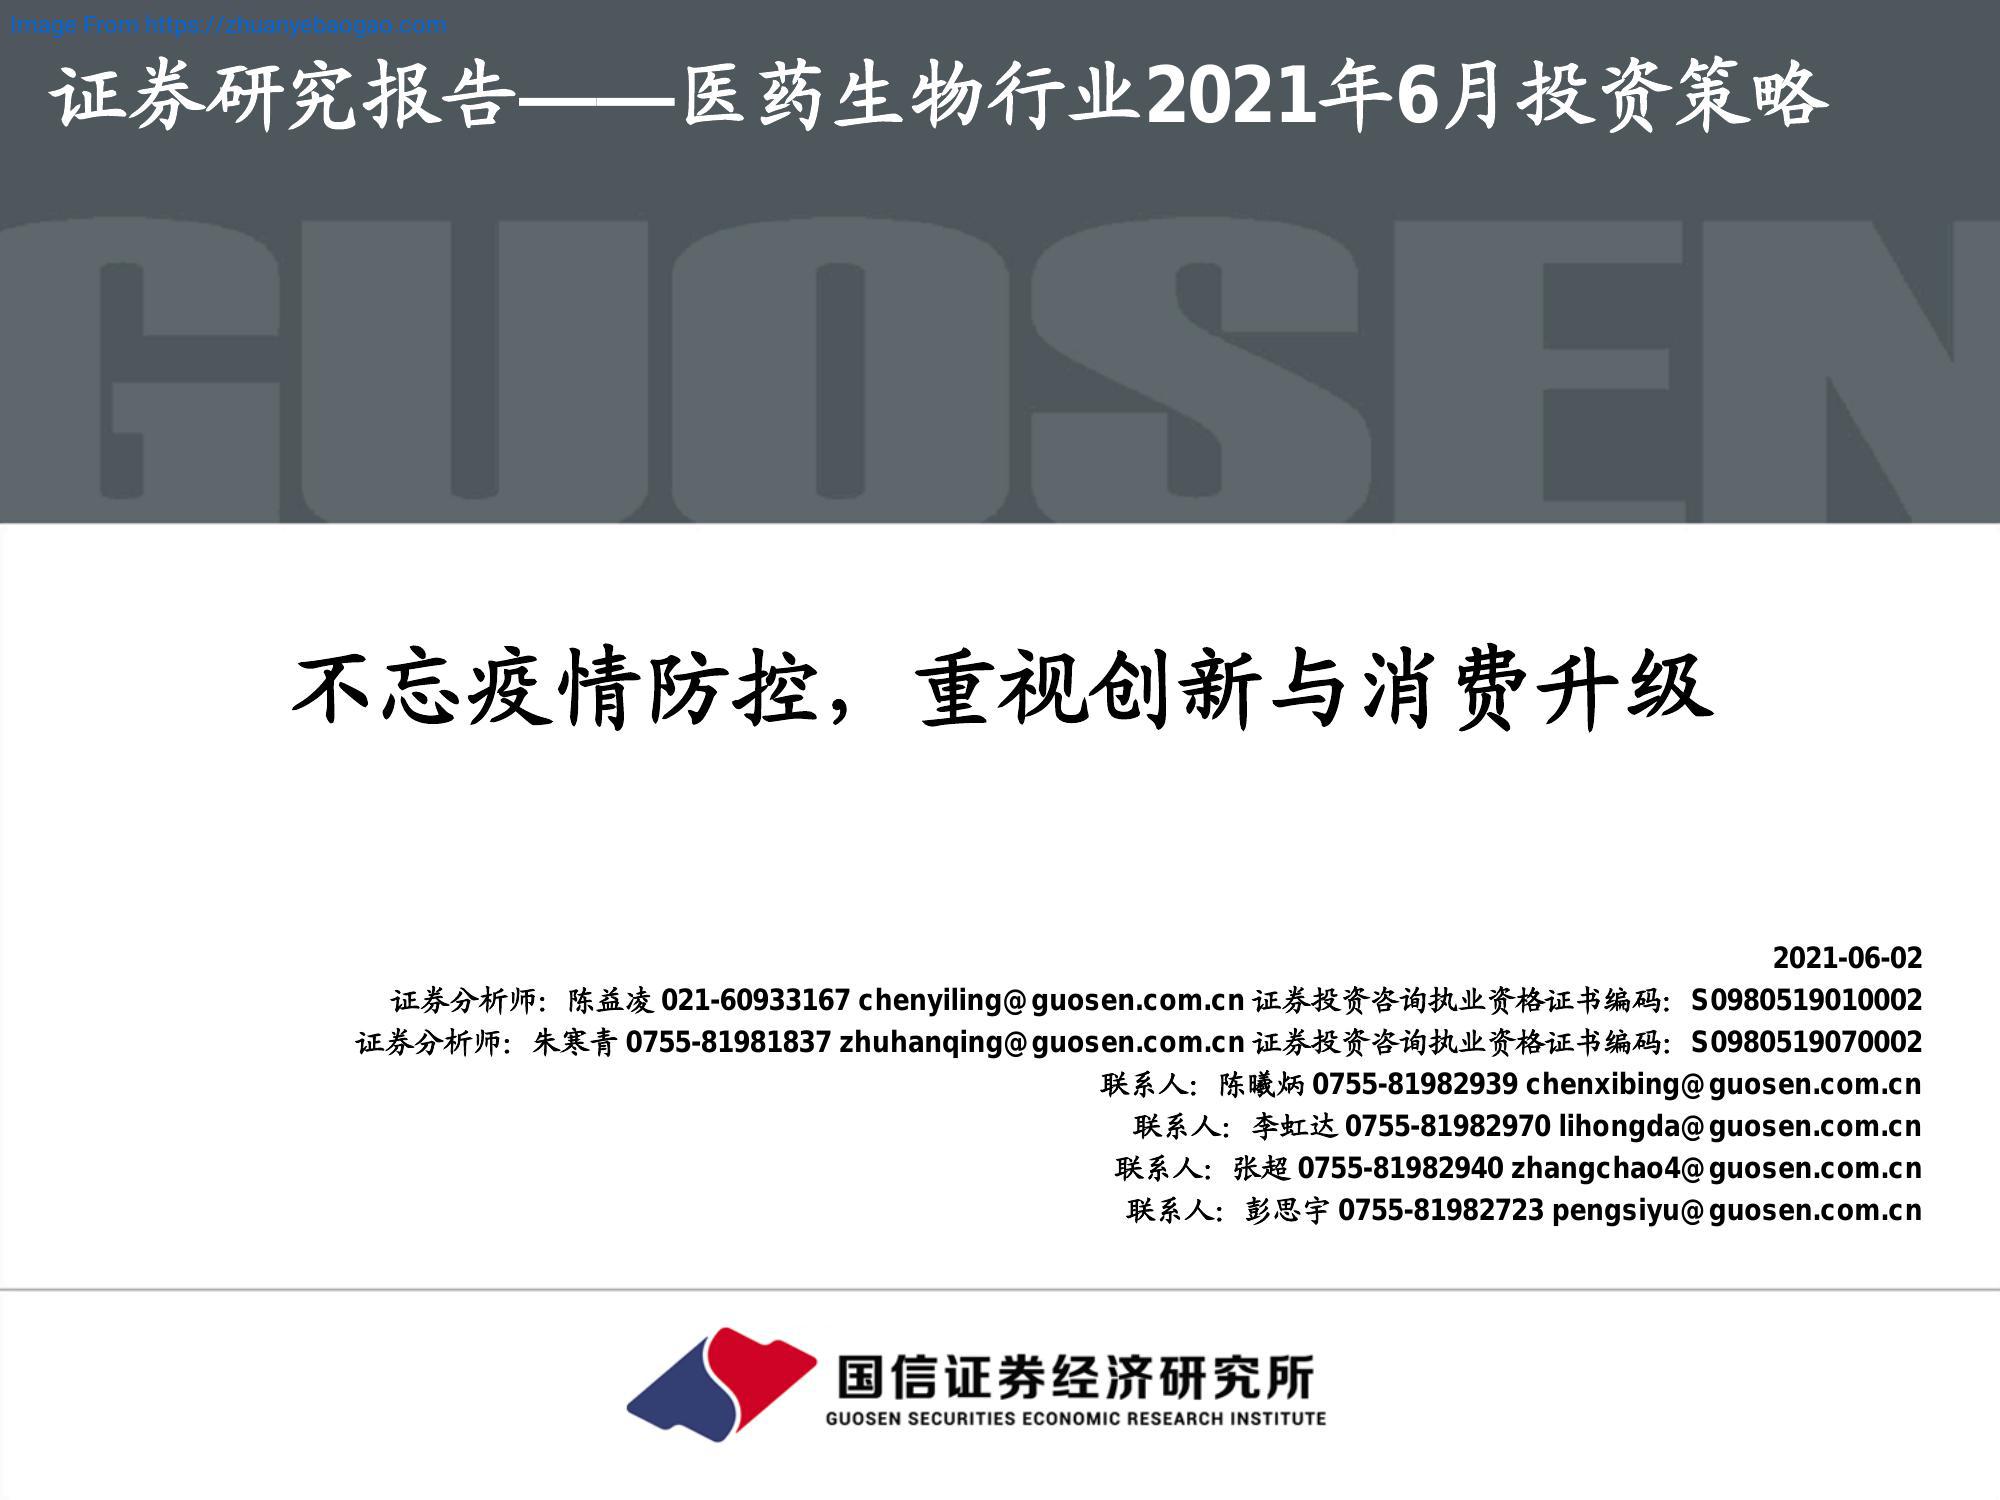 Image From https://zhuanyebaogao.com
证券研究报告——医药生物行业2021年6月投资策略
GUOSEN
不忘疫情防控，重视创新与消费升级
2021-06-02
证券分析师：陈益凌 021-60933167 chenyiling@guosen.com.cn 证券投资咨询执业资格证书编码：S0980519010002
证券分析师：朱寒青 0755-81981837 zhuhanqing@guosen.com.cn 证券投资咨询执业资格证书编码：S0980519070002
联系人：陈曦炳 0755-81982939 chenxibing@guosen.com.cn
联系人：李虹达 0755-81982970 lihongda@guosen.com.cn
联系人：张超 0755-81982940 zhangchao4@guosen.com.cn
联系人：彭思宇 0755-81982723 pengsiyu@guosen.com.cn
国信证券经济研究所
GUOSEN SECURITIES ECONOMIC RESEARCH INSTITUTE